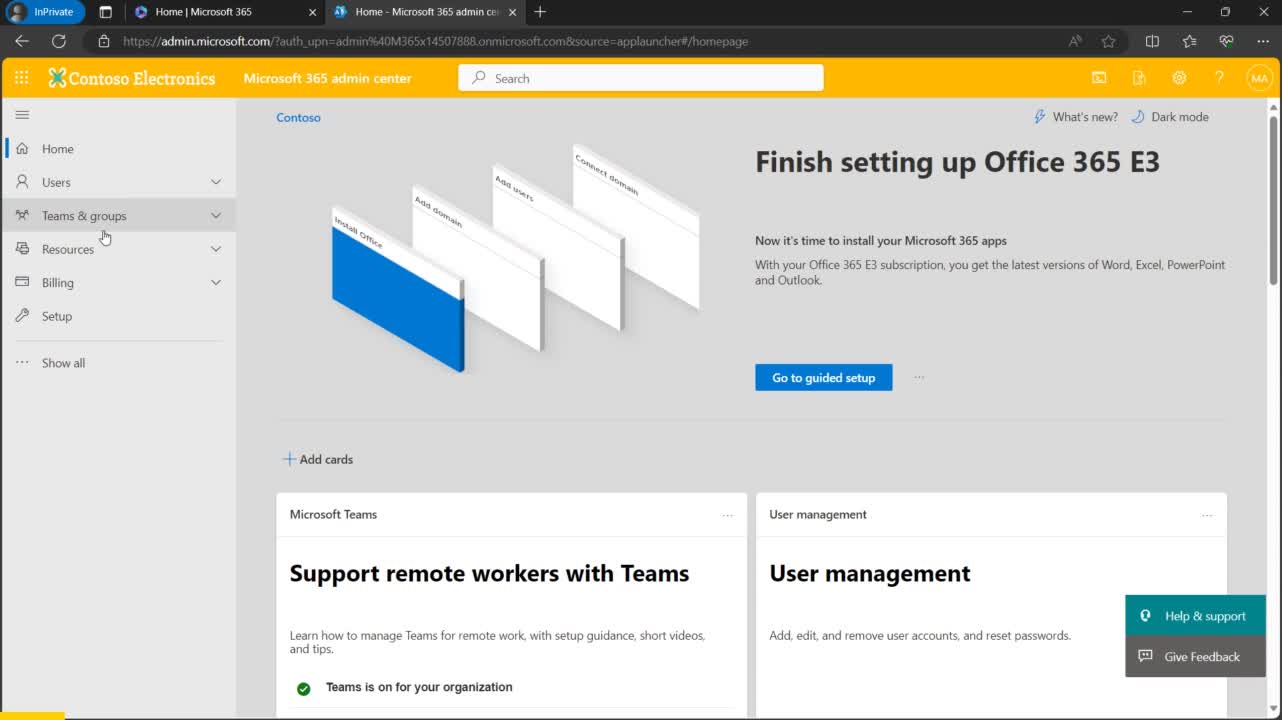 InPrivate
Home | Microsoft 365
Home - Microsoft 365 admin cen
https://admin.microsoft.com/?auth_upn=admin%40M365x14507888.onmicrosoft.com&source=applauncher#/homepage
Contoso Electronics
Microsoft 365 admin center
Search
MA
Home
Users
Teams & groups
Resources
Billing
Setup
Show all
Contoso
What's new?
Dark mode
Install Office
Add domain
Add users
Connect domain
Finish setting up Office 365 E3
Now it's time to install your Microsoft 365 apps
With your Office 365 E3 subscription, you get the latest versions of Word, Excel, PowerPoint
and Outlook.
Go to guided setup
Add cards
Microsoft Teams
Support remote workers with Teams
Learn how to manage Teams for remote work, with setup guidance, short videos,
and tips.
Teams is on for your organization
User management
User management
Add, edit, and remove user accounts, and reset passwords.
Help & support
Give Feedback